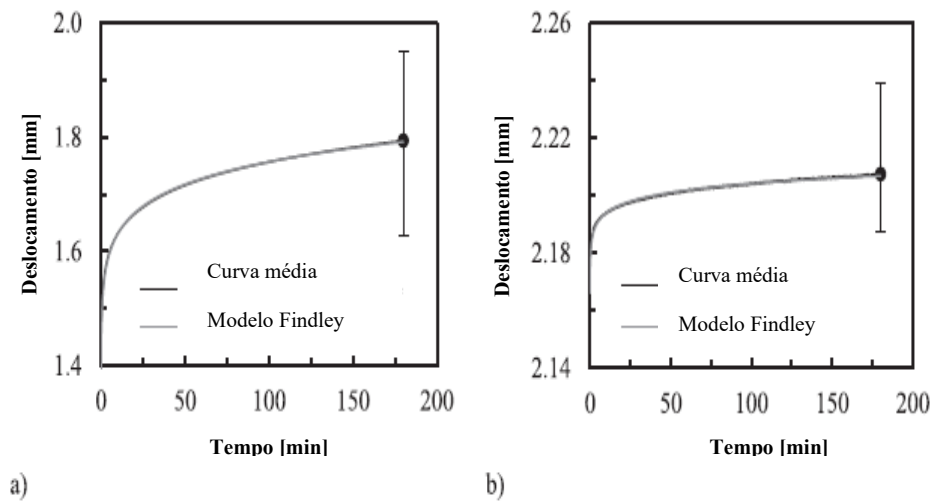 2.0
1.8
1.6
1.4
Deslocamento [mm]
Curva média
Modelo Findley
0 50 100 150 200
Tempo [min]
a)
2.26
2.22
2.18
2.14
Deslocamento [mm]
Curva média
Modelo Findley
0 50 100 150 200
Tempo [min]
b)